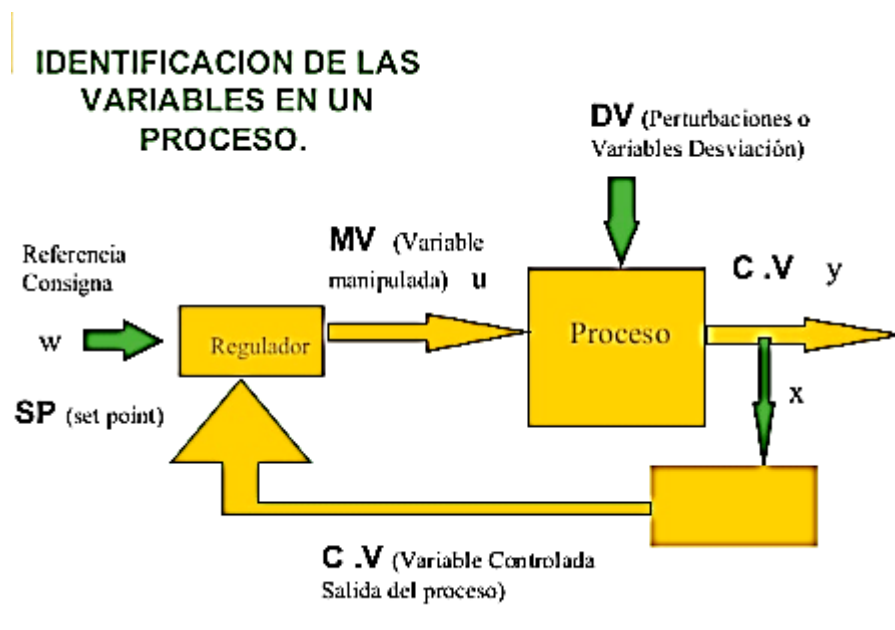 IDENTIFICACION DE LAS
VARIABLES EN UN
PROCESO.
DV (Perturbaciones o
Variables Desviación)
Referencia
Consigna
w
SP (set point)
Regulador
MV (Variable
manipulada) u
Proceso
C .V y
x
C .V (Variable Controlada
Salida del proceso)